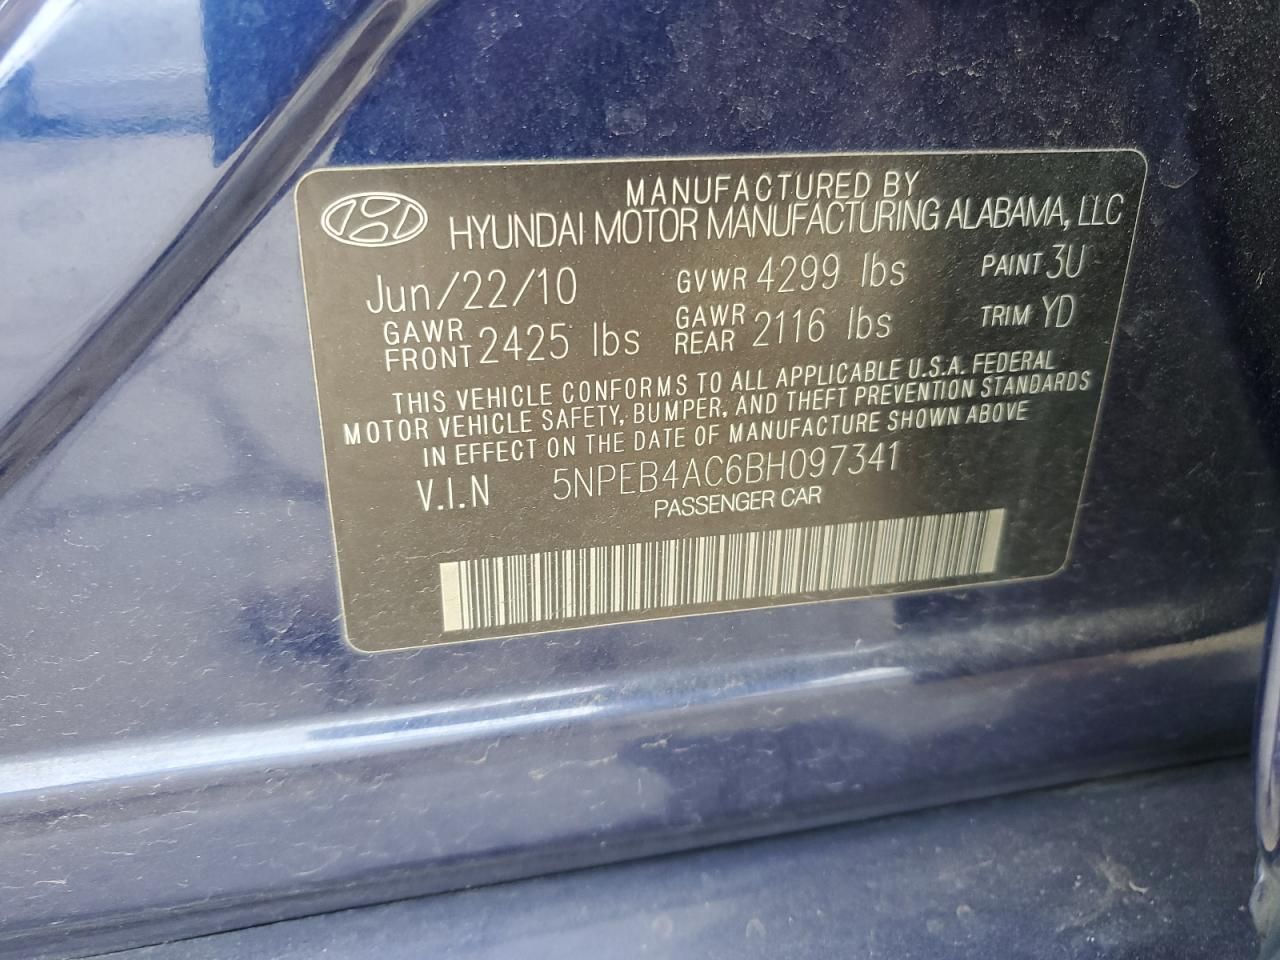 MANUFACTURED BY
HYUNDAI MOTOR MANUFACTURING ALABAMA, LLC
Jun/22/10 GVWR 4299 lbs PAINT 3U
GAWR FRONT 2425 lbs GAWR REAR 2116 lbs TRIM YD
THIS VEHICLE CONFORMS TO ALL APPLICABLE U.S.A. FEDERAL
MOTOR VEHICLE SAFETY, BUMPER, AND THEFT PREVENTION STANDARDS
IN EFFECT ON THE DATE OF MANUFACTURE SHOWN ABOVE
V.I.N 5NPEB4AC6BH097341
PASSENGER CAR